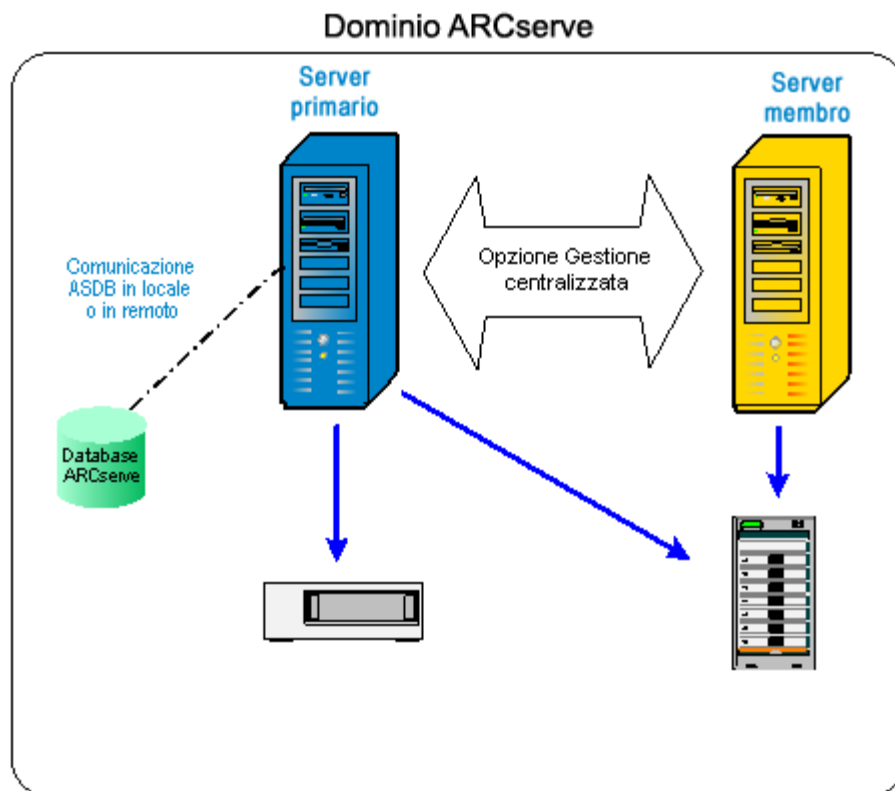 Dominio ARCserve
Server
primario
Server
membro
Opzione Gestione
centralizzata
Comunicazione
ASDB in locale
o in remoto
Database
ARCserve